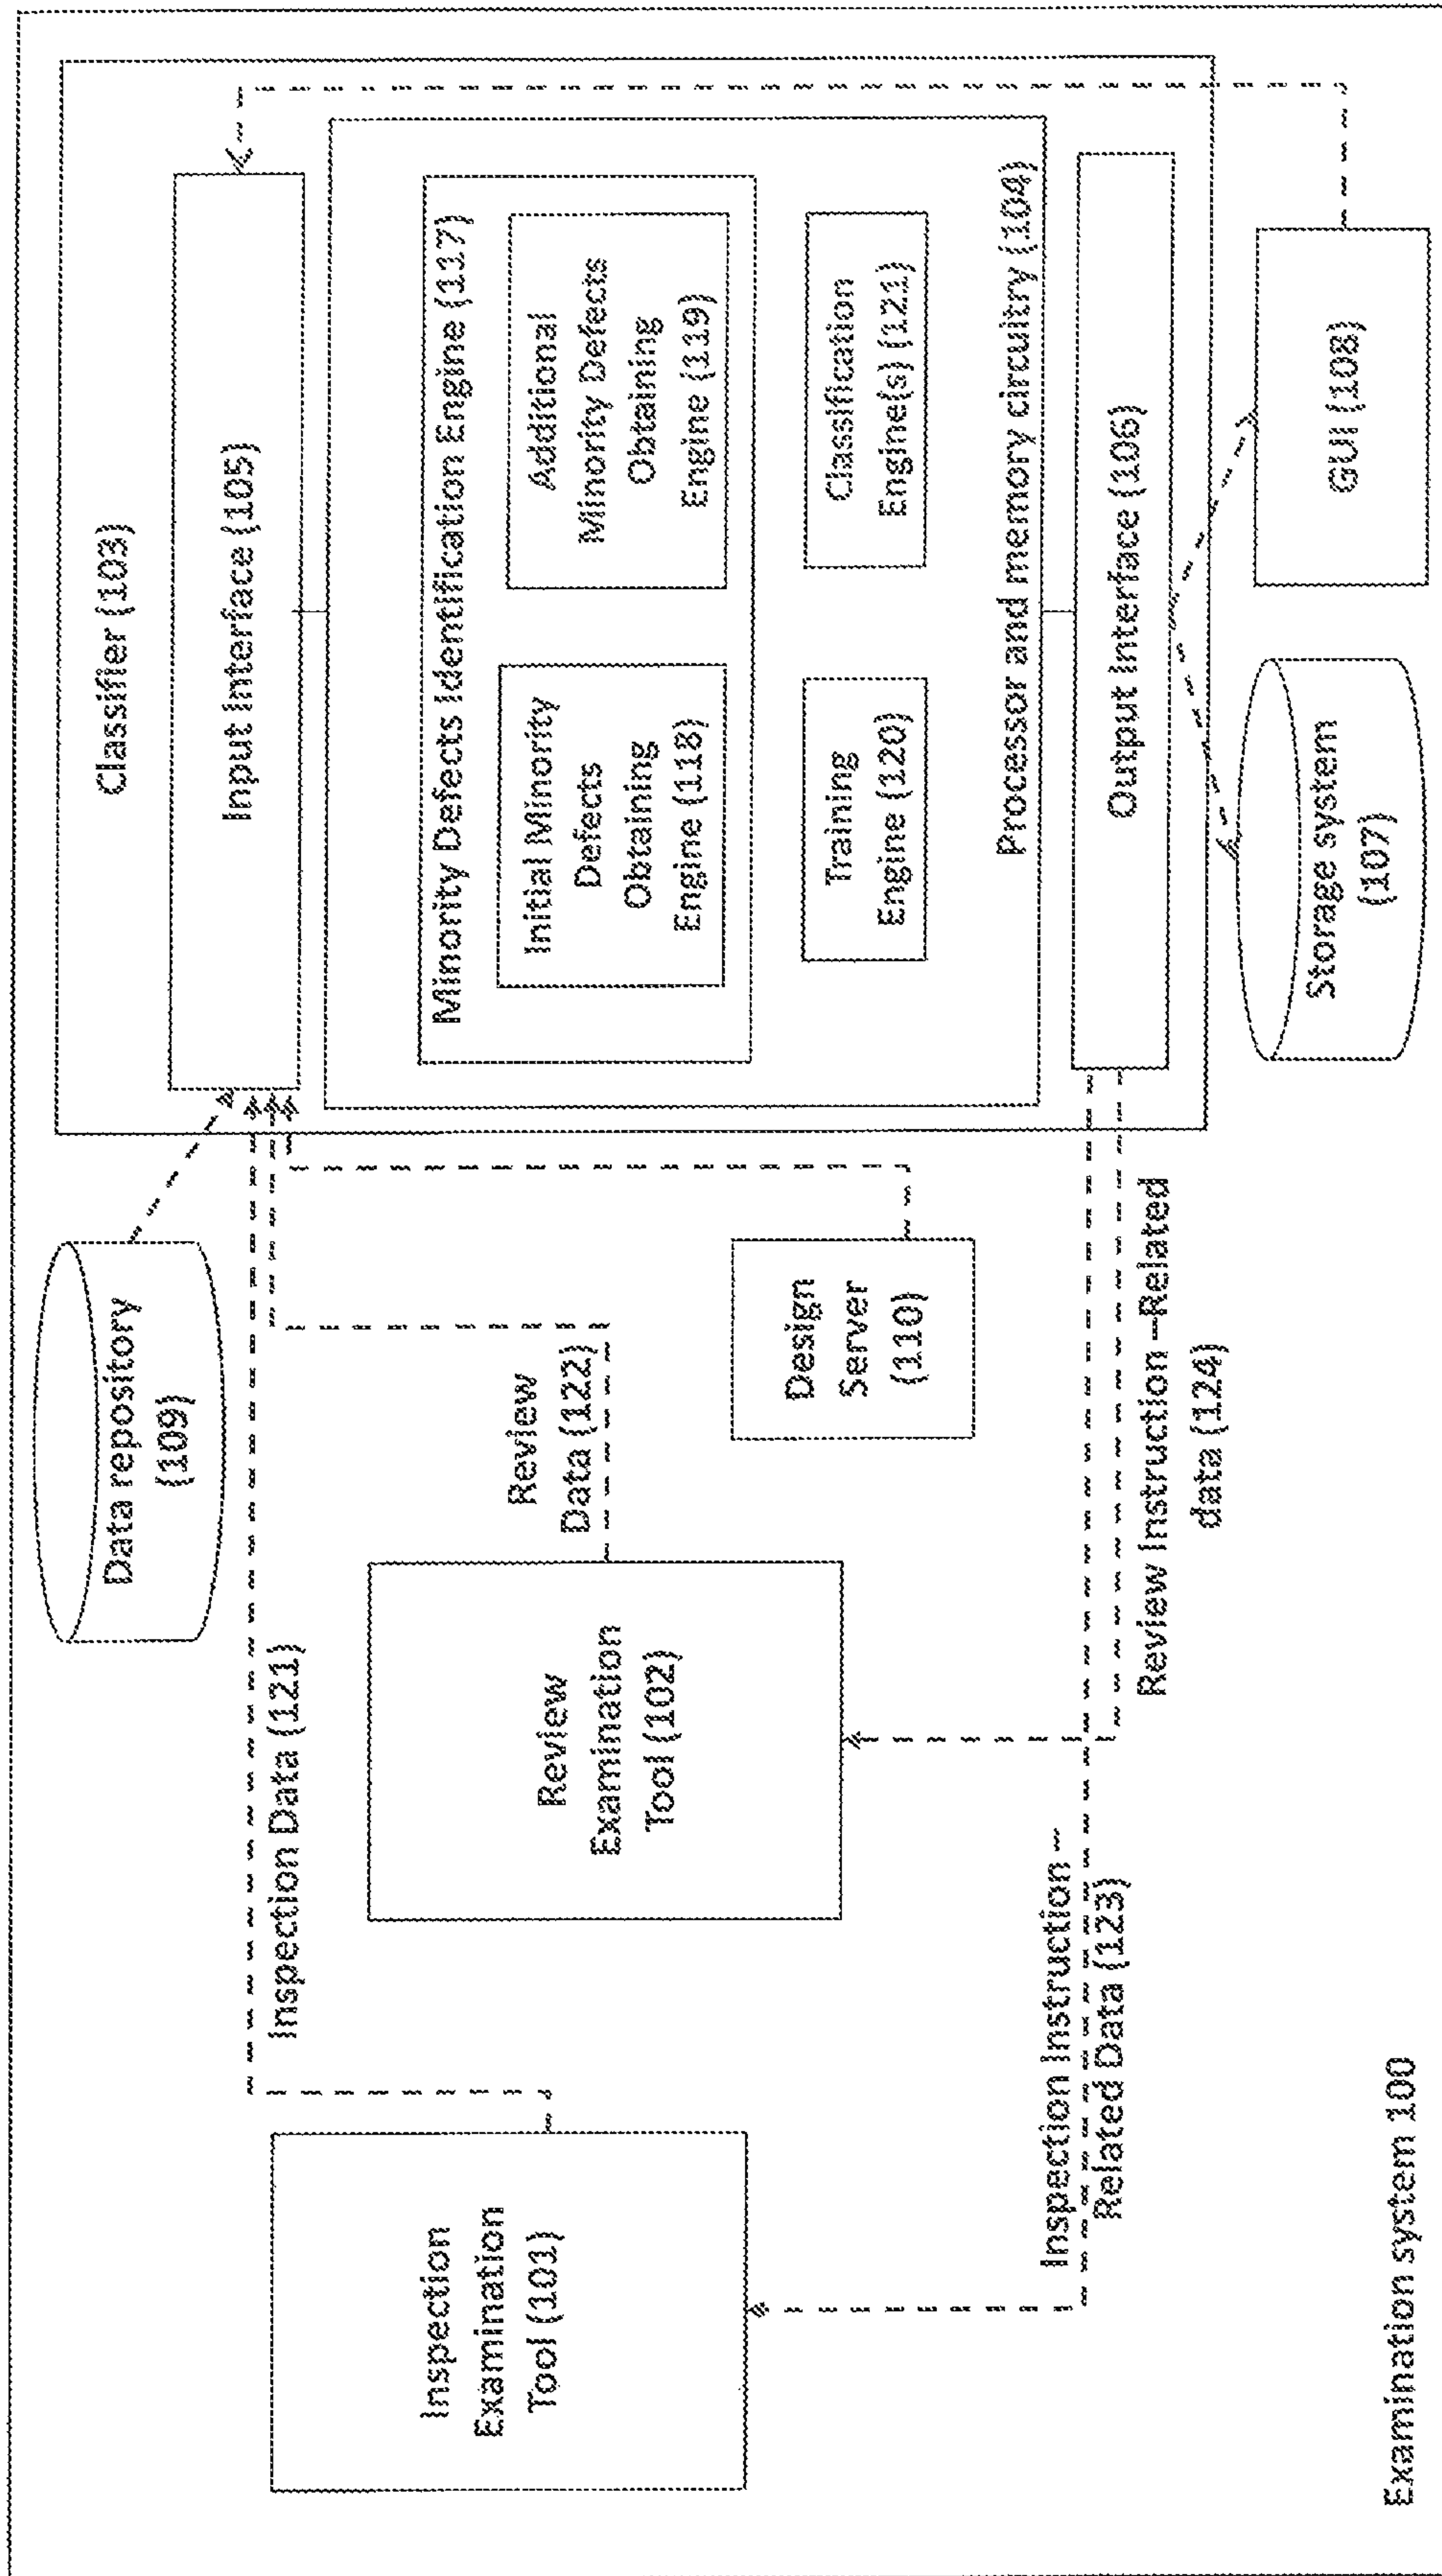 Data repository
(109)
Classifier (103)
Input Interface (105)
Inspection Data (121)
Review
Data (122)
Inspection
Examination
Tool (101)
Review
Examination
Tool (102)
Design
Server
(110)
Minority Defects Identification Engine (117)
Initial Minority
Defects
Obtaining
Engine (118)
Additional
Minority Defects
Obtaining
Engine (119)
Training
Engine (120)
Classification
Engine(s) (121)
Processor and memory circuitry (104)
Output Interface (106)
Inspection Instruction –
Related Data (123)
Review Instruction –Related
data (124)
Storage system
(107)
GUI (108)
Examination system 100